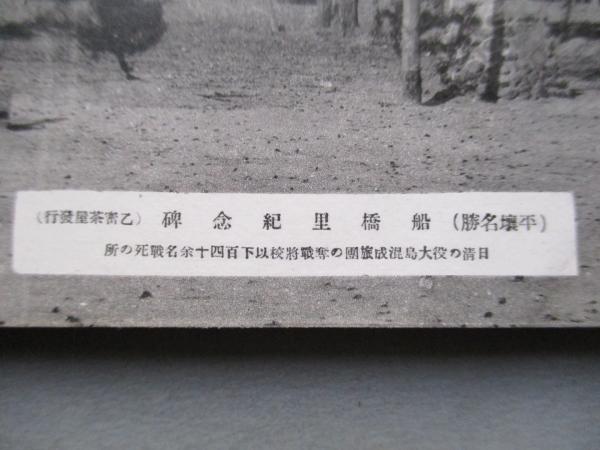 (平壤名勝) 船橋里紀念碑 (乙密茶屋發行)
日清の役大島混成旅團の奪戰將校以下百四十余名戰死の所